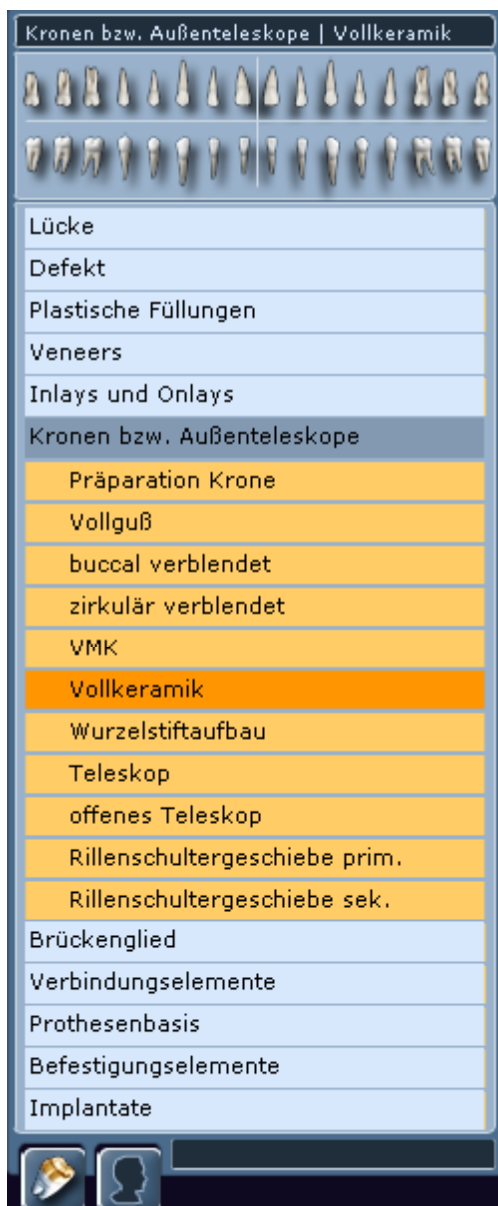 Kronen bzw. Außenteleskope | Vollkeramik
Lücke
Defekt
Plastische Füllungen
Veneers
Inlays und Onlays
Kronen bzw. Außenteleskope
Präparation Krone
Vollguß
buccal verblendet
zirkulär verblendet
VMK
Vollkeramik
Wurzelstiftaufbau
Teleskop
offenes Teleskop
Rillenschultergeschiebe prim.
Rillenschultergeschiebe sek.
Brückenglied
Verbindungselemente
Prothesenbasis
Befestigungselemente
Implantate